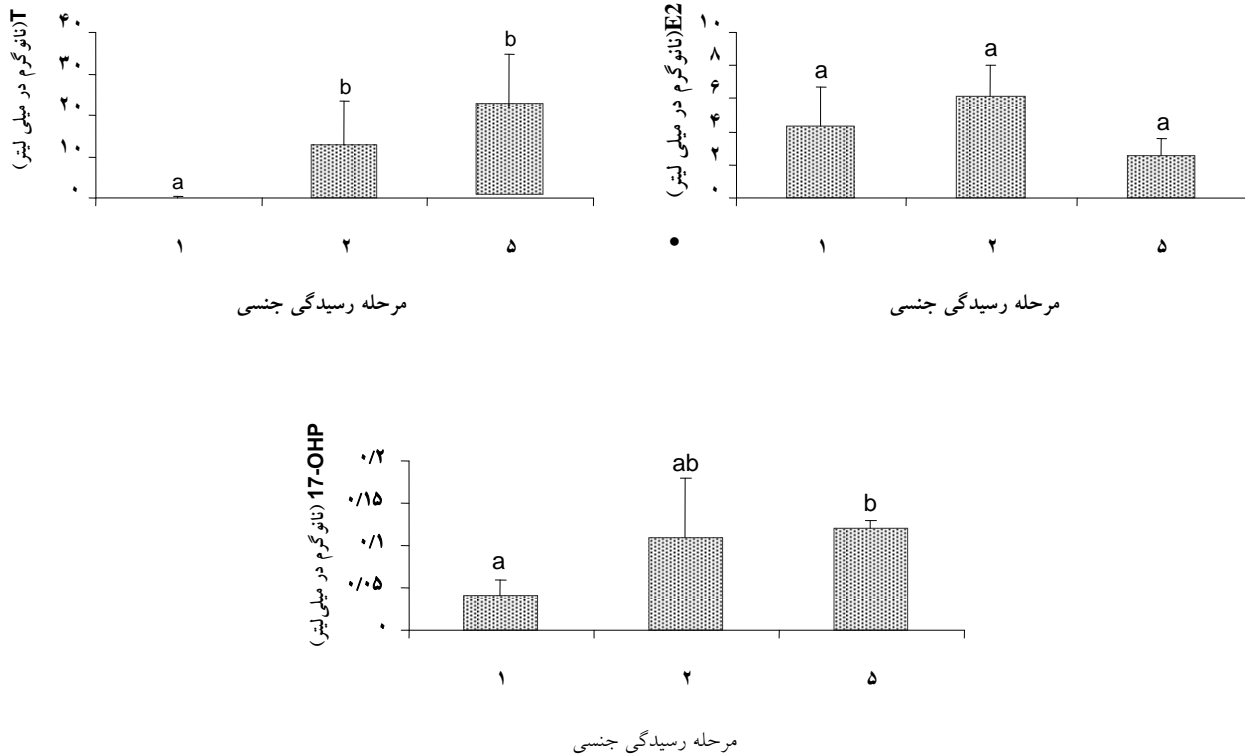 T(نانوگرم در میلی لیتر)
۴۰
۳۰
۲۰
۱۰
۰
a
b
b
۱
۲
۵
مرحله رسیدگی جنسی
E2(نانوگرم در میلی لیتر)
۱۰
۸
۶
۴
۲
۰
a
a
a
•
۱
۲
۵
مرحله رسیدگی جنسی
17-OHP (نانوگرم در میلی‌لیتر)
۰/۲
۰/۱۵
۰/۱
۰/۰۵
۰
a
ab
b
۱
۲
۵
مرحله رسیدگی جنسی